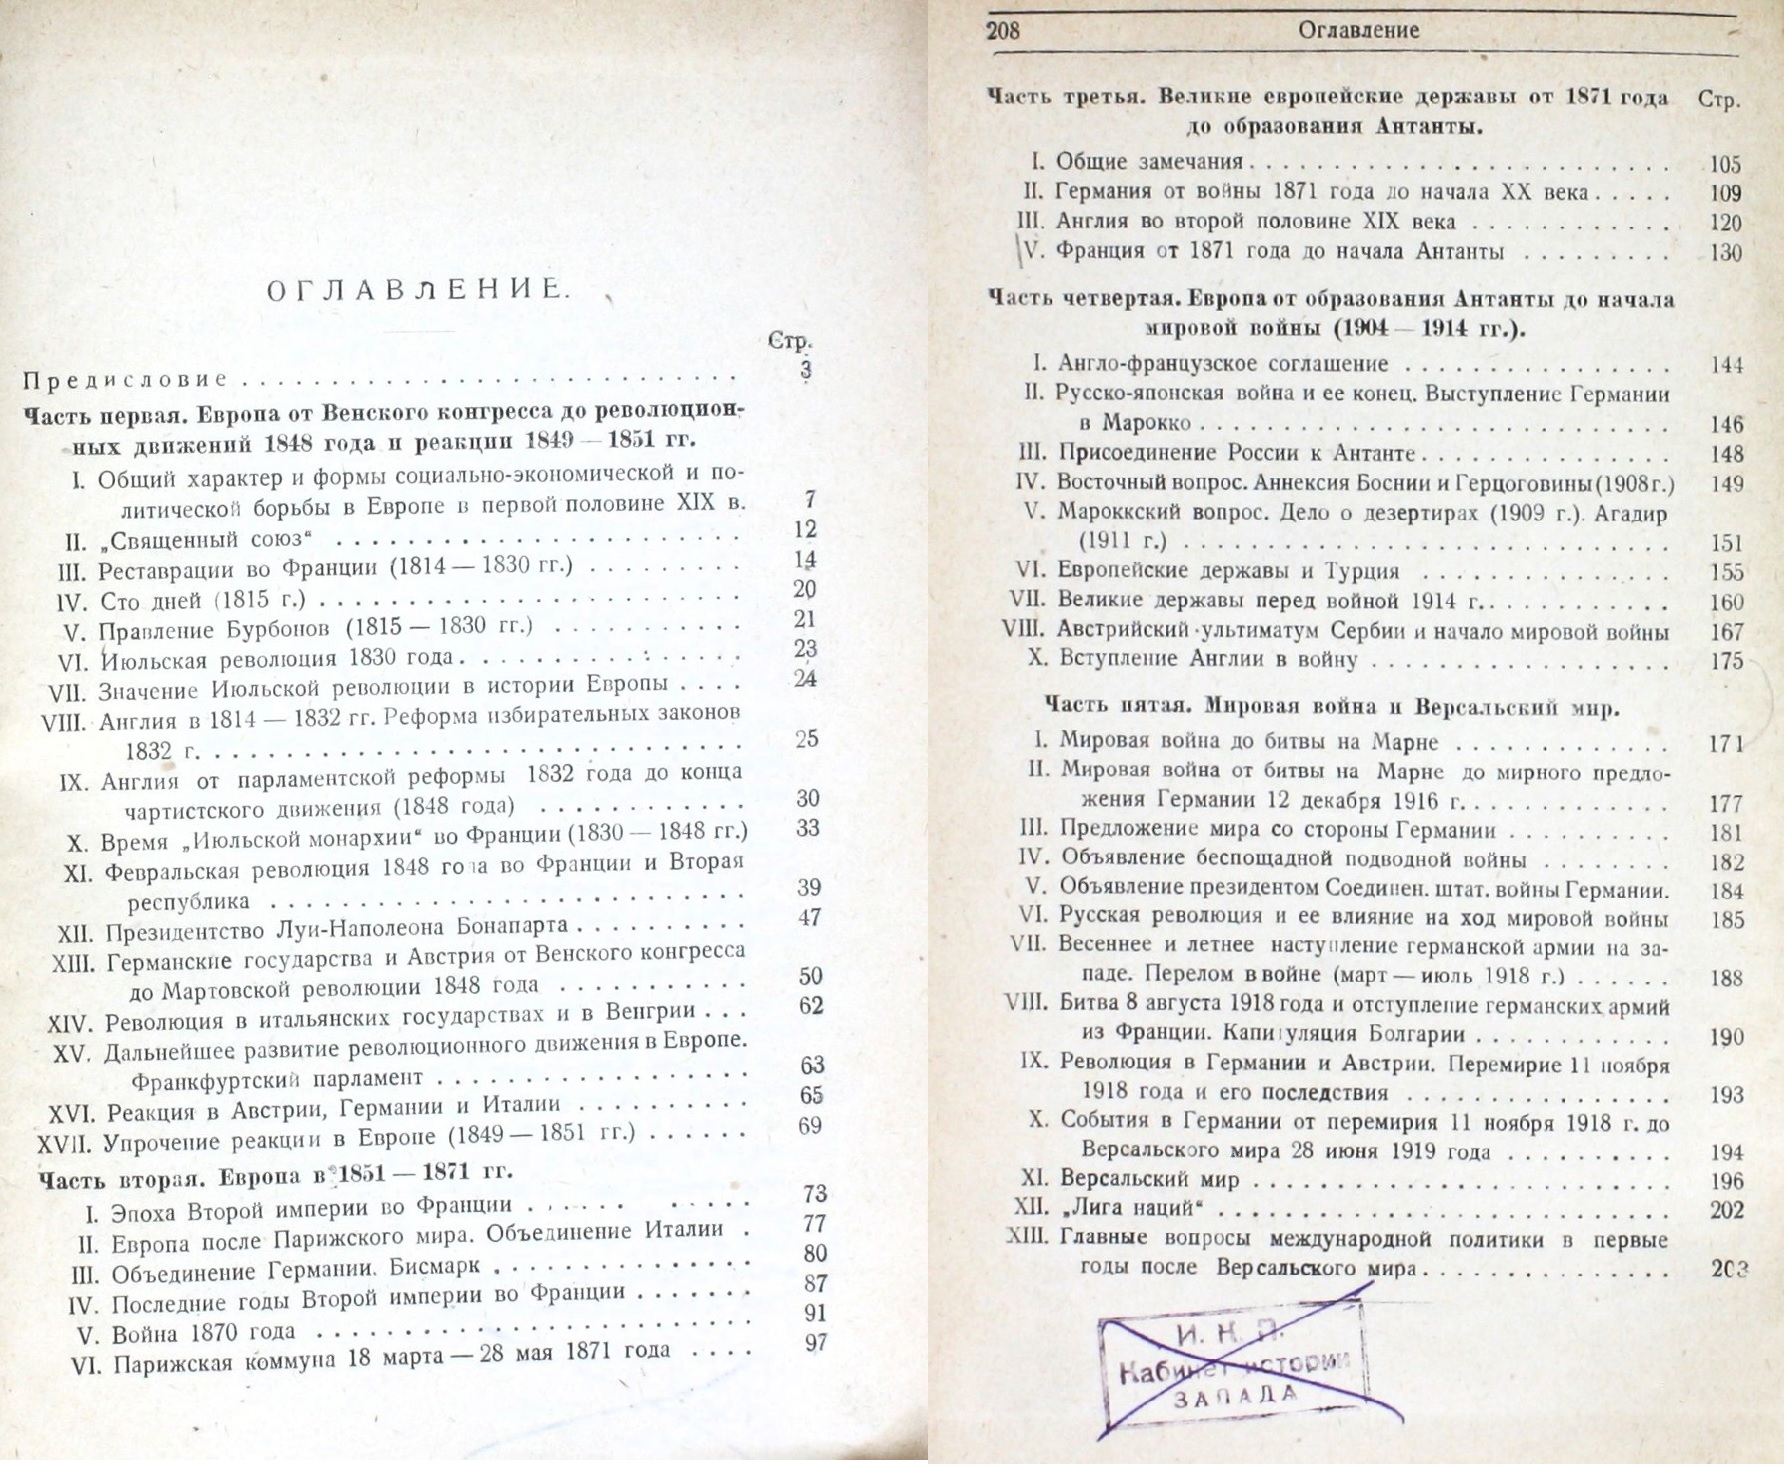 ОГЛАВЛЕНИЕ.
Стр.
Предисловие . . . . . . . . . . . . . . . . . . . . . . . . . . . . 3
Часть первая. Европа от Венского конгресса до революцион-
ных движений 1848 года и реакции 1849 — 1851 гг.
I. Общий характер и формы социально-экономической и по-
литической борьбы в Европе в первой половине XIX в. 7
II. „Священный союз“ . . . . . . . . . . . . . . . . . . . . . 12
III. Реставрации во Франции (1814 — 1830 гг.) . . . . . . . . . 14
IV. Сто дней (1815 г.) . . . . . . . . . . . . . . . . . . . . . . 20
V. Правление Бурбонов (1815 — 1830 гг.) . . . . . . . . . . . 21
VI. Июльская революция 1830 года . . . . . . . . . . . . . . . 23
VII. Значение Июльской революции в истории Европы . . . . 24
VIII. Англия в 1814 — 1832 гг. Реформа избирательных законов
1832 г. . . . . . . . . . . . . . . . . . . . . . . . . . . . . 25
IX. Англия от парламентской реформы 1832 года до конца
чартистского движения (1848 года) . . . . . . . . . . . . 30
X. Время „Июльской монархии“ во Франции (1830 — 1848 гг.) 33
XI. Февральская революция 1848 года во Франции и Вторая
республика . . . . . . . . . . . . . . . . . . . . . . . . . 39
XII. Президентство Луи-Наполеона Бонапарта . . . . . . . . . . 47
XIII. Германские государства и Австрия от Венского конгресса
до Мартовской революции 1848 года . . . . . . . . . . . 50
XIV. Революция в итальянских государствах и в Венгрии . . . 62
XV. Дальнейшее развитие революционного движения в Европе.
Франкфуртский парламент . . . . . . . . . . . . . . . . . 63
XVI. Реакция в Австрии, Германии и Италии . . . . . . . . . . 65
XVII. Упрочение реакции в Европе (1849 — 1851 гг.) . . . . . . 69
Часть вторая. Европа в 1851 — 1871 гг.
I. Эпоха Второй империи во Франции . . . . . . . . . . 73
II. Европа после Парижского мира. Объединение Италии . 77
III. Объединение Германии. Бисмарк . . . . . . . . . . . . . . 80
IV. Последние годы Второй империи во Франции . . . . . . . 87
V. Война 1870 года . . . . . . . . . . . . . . . . . . . . . . 91
VI. Парижская коммуна 18 марта — 28 мая 1871 года . . . . 97
208 Оглавление
Часть третья. Великие европейские державы от 1871 года Стр.
до образования Антанты.
I. Общие замечания . . . . . . . . . . . . . . . . . . . . . . . 105
II. Германия от войны 1871 года до начала XX века . . . . . 109
III. Англия во второй половине XIX века . . . . . . . . . . . . 120
V. Франция от 1871 года до начала Антанты . . . . . . . . . 130
Часть четвертая. Европа от образования Антанты до начала
мировой войны (1904 — 1914 гг.).
I. Англо-французское соглашение . . . . . . . . . . . . . . . 144
II. Русско-японская война и ее конец. Выступление Германии
в Марокко . . . . . . . . . . . . . . . . . . . . . . . . . . 146
III. Присоединение России к Антанте . . . . . . . . . . . . . . 148
IV. Восточный вопрос. Аннексия Боснии и Герцоговины (1908 г.) 149
V. Мароккский вопрос. Дело о дезертирах (1909 г.). Агадир
(1911 г.) . . . . . . . . . . . . . . . . . . . . . . . . . . . 151
VI. Европейские державы и Турция . . . . . . . . . . . . . . 155
VII. Великие державы перед войной 1914 г. . . . . . . . . . . . 160
VIII. Австрийский ультиматум Сербии и начало мировой войны 167
X. Вступление Англии в войну . . . . . . . . . . . . . . . . . 175
Часть пятая. Мировая война и Версальский мир.
I. Мировая война до битвы на Марне . . . . . . . . . . . . 171
II. Мировая война от битвы на Марне до мирного предло-
жения Германии 12 декабря 1916 г. . . . . . . . . . . . . 177
III. Предложение мира со стороны Германии . . . . . . . . . 181
IV. Объявление беспощадной подводной войны . . . . . . . 182
V. Объявление президентом Соединен. штат. войны Германии. 184
VI. Русская революция и ее влияние на ход мировой войны 185
VII. Весеннее и летнее наступление германской армии на за-
паде. Перелом в войне (март — июль 1918 г.) . . . . . . 188
VIII. Битва 8 августа 1918 года и отступление германских армий
из Франции. Капитуляция Болгарии . . . . . . . . . . . 190
IX. Революция в Германии и Австрии. Перемирие 11 ноября
1918 года и его последствия . . . . . . . . . . . . . . . . 193
X. События в Германии от перемирия 11 ноября 1918 г. до
Версальского мира 28 июня 1919 года . . . . . . . . . . 194
XI. Версальский мир . . . . . . . . . . . . . . . . . . . . . . . 196
XII. „Лига наций“ . . . . . . . . . . . . . . . . . . . . . . . . . 202
XIII. Главные вопросы международной политики в первые
годы после Версальского мира . . . . . . . . . . . . . . 203
И. К. П.
Кабинет истории
ЗАПАДА